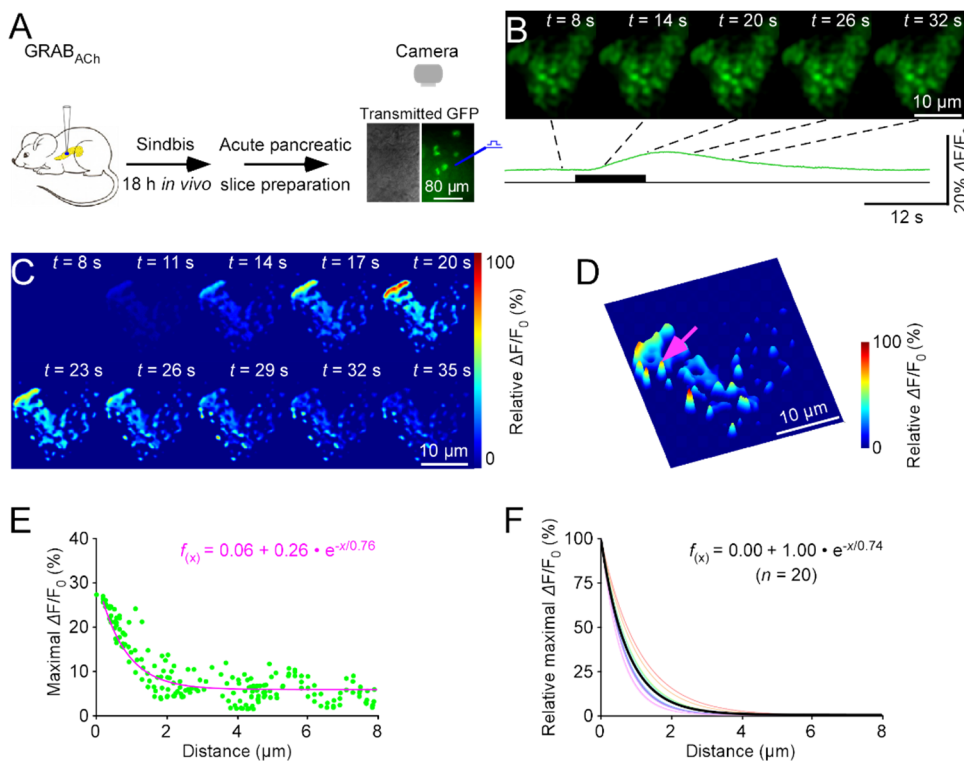 A
GRAB_ACh
Sindbis
18 h in vivo
Acute pancreatic
slice preparation
Camera
Transmitted GFP
80 µm
B
t = 8 s
t = 14 s
t = 20 s
t = 26 s
t = 32 s
10 µm
20% ΔF/F₀
12 s
C
t = 8 s
t = 11 s
t = 14 s
t = 17 s
t = 20 s
t = 23 s
t = 26 s
t = 29 s
t = 32 s
t = 35 s
10 µm
100
0
Relative ΔF/F₀ (%)
D
10 µm
100
0
Relative ΔF/F₀ (%)
E
f(x) = 0.06 + 0.26 • e^-x/0.76
Maximal ΔF/F₀ (%)
40
30
20
10
0
0 2 4 6 8
Distance (µm)
F
f(x) = 0.00 + 1.00 • e^-x/0.74
(n = 20)
Relative maximal ΔF/F₀ (%)
100
75
50
25
0
0 2 4 6 8
Distance (µm)